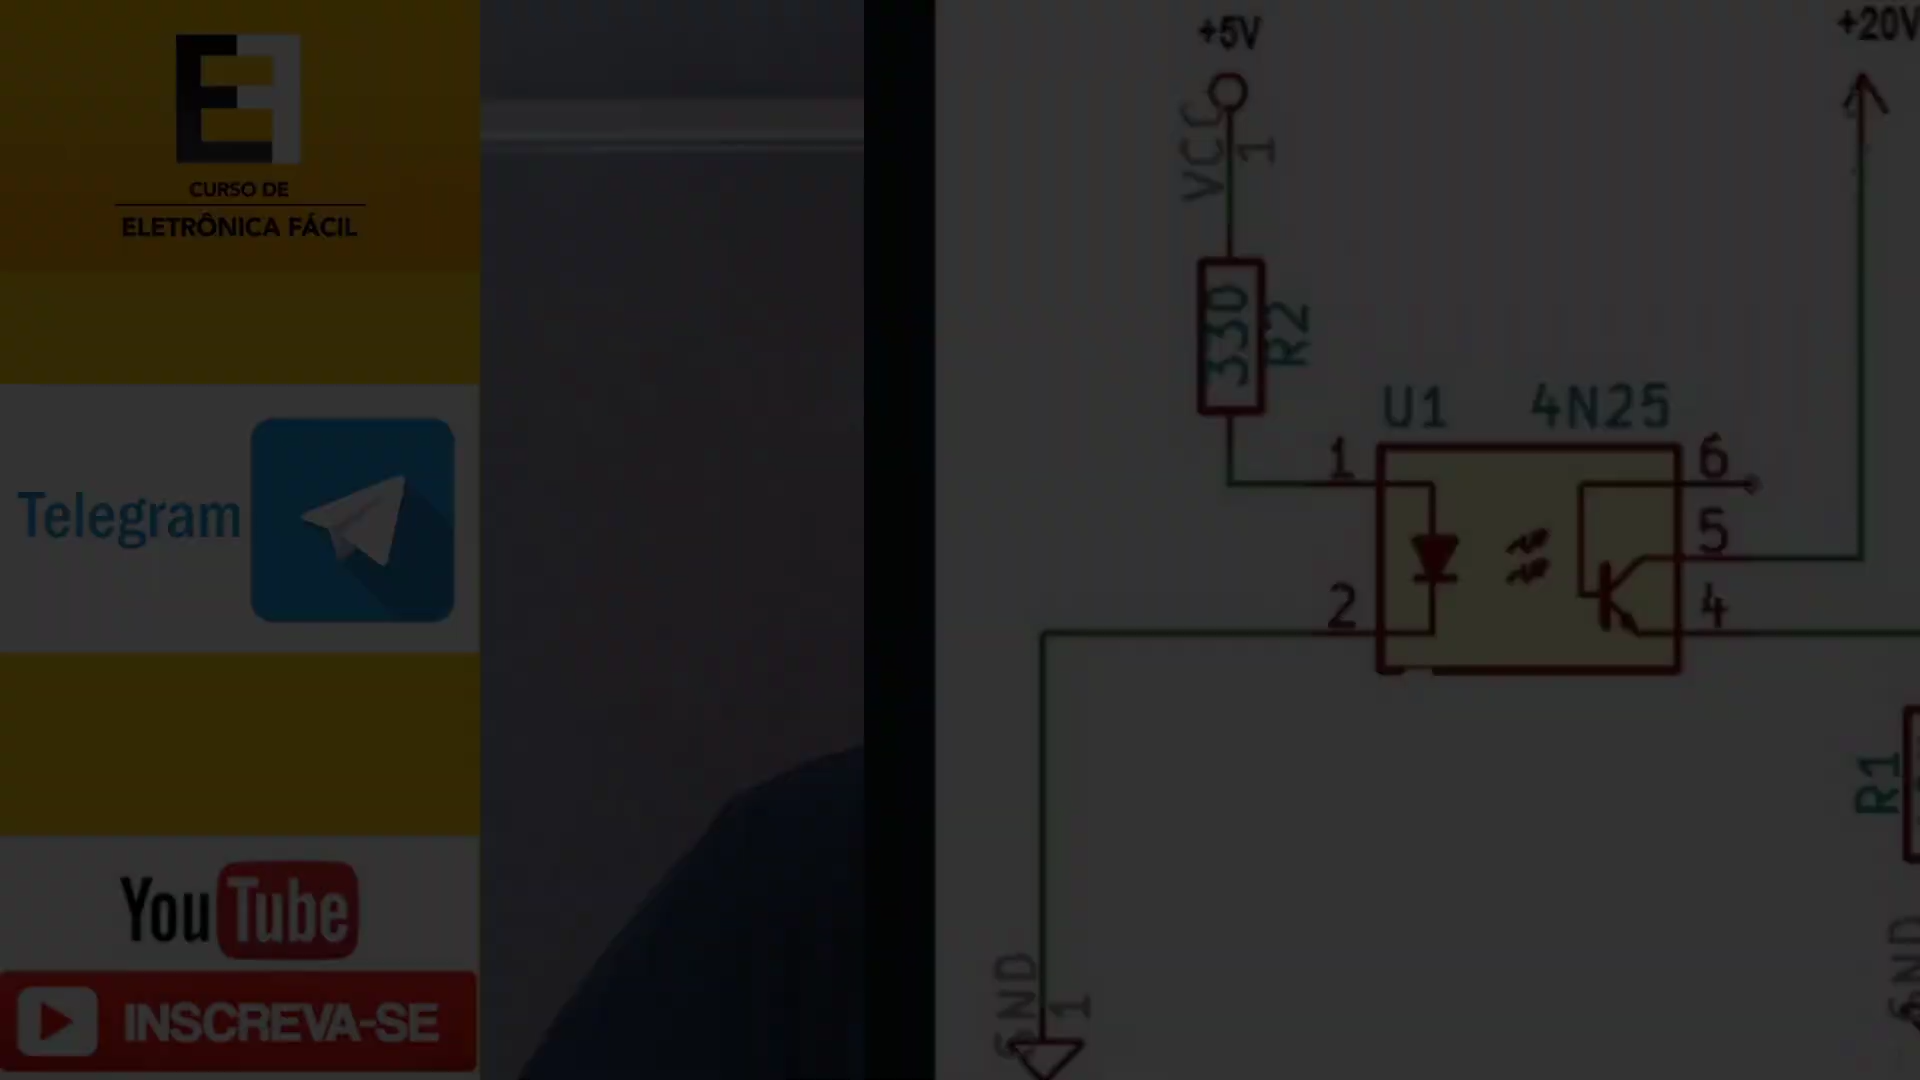 CURSO DE
ELETRÔNICA FÁCIL
Telegram
YouTube
INSCREVA-SE
+5V
VCC
1
330
R2
U1
4N25
1
2
6
5
4
+20V
R1
GND
1
GND